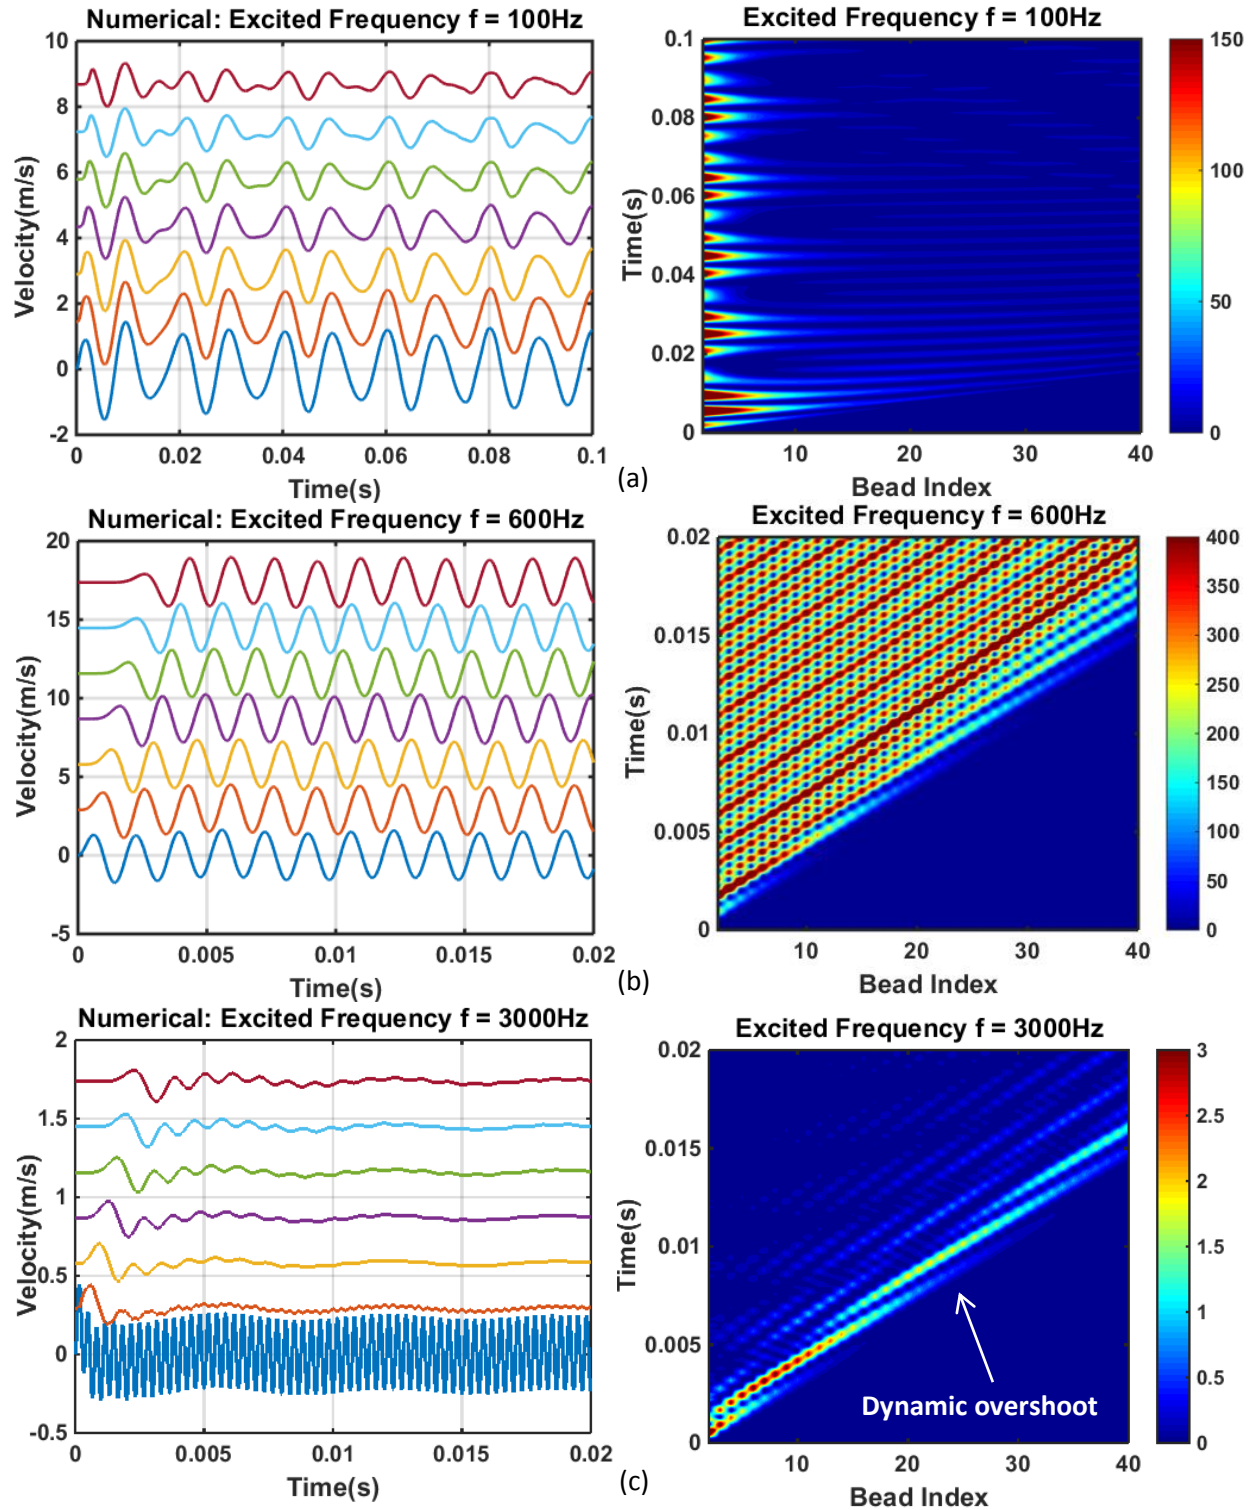 Numerical: Excited Frequency f = 100Hz
Velocity(m/s)
10
8
6
4
2
0
-2
0 0.02 0.04 0.06 0.08 0.1
Time(s)
Excited Frequency f = 100Hz
Time(s)
0.1
0.08
0.06
0.04
0.02
0
10 20 30 40
Bead Index
150
100
50
0
(a)
Numerical: Excited Frequency f = 600Hz
Velocity(m/s)
20
15
10
5
0
-5
0 0.005 0.01 0.015 0.02
Time(s)
Excited Frequency f = 600Hz
Time(s)
0.02
0.015
0.01
0.005
0
10 20 30 40
Bead Index
400
350
300
250
200
150
100
50
0
(b)
Numerical: Excited Frequency f = 3000Hz
Velocity(m/s)
2
1.5
1
0.5
0
-0.5
0 0.005 0.01 0.015 0.02
Time(s)
Excited Frequency f = 3000Hz
Time(s)
0.02
0.015
0.01
0.005
0
Dynamic overshoot
10 20 30 40
Bead Index
3
2.5
2
1.5
1
0.5
0
(c)